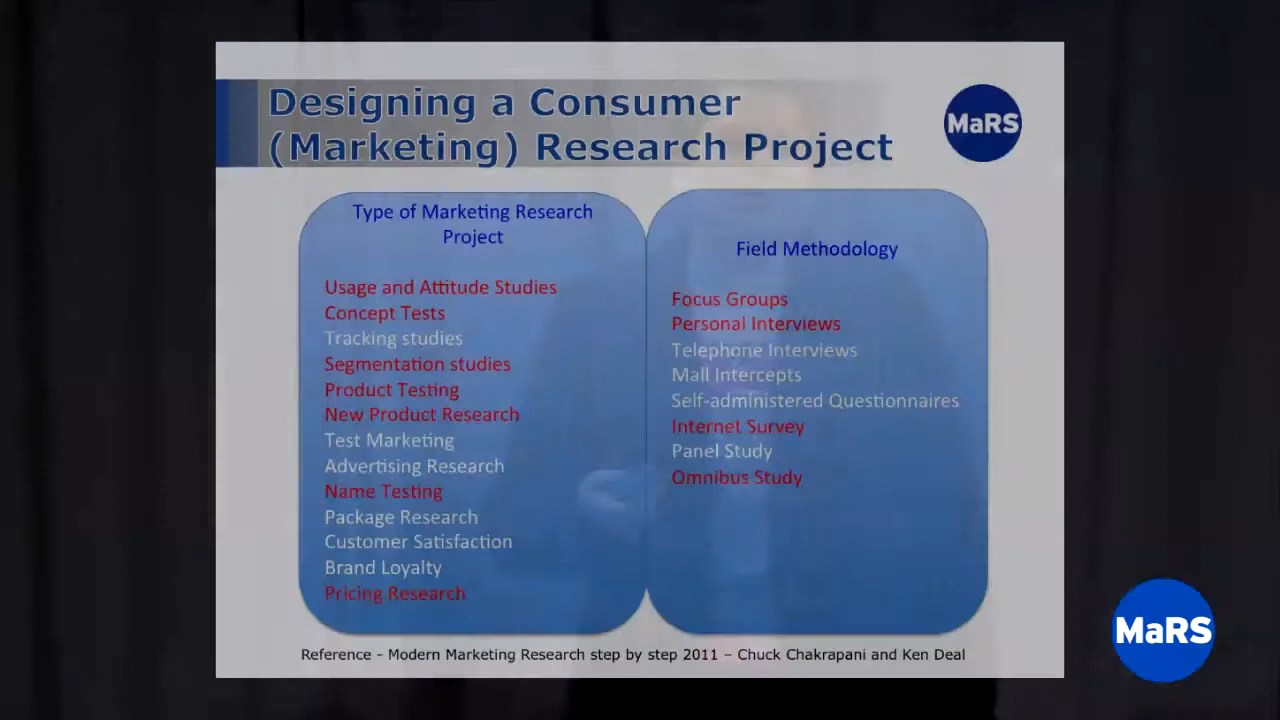 Designing a Consumer
(Marketing) Research Project
MaRS
Type of Marketing Research
Project
Usage and Attitude Studies
Concept Tests
Tracking studies
Segmentation studies
Product Testing
New Product Research
Test Marketing
Advertising Research
Name Testing
Package Research
Customer Satisfaction
Brand Loyalty
Pricing Research
Field Methodology
Focus Groups
Personal Interviews
Telephone Interviews
Mall Intercepts
Self-administered Questionnaires
Internet Survey
Panel Study
Omnibus Study
Reference - Modern Marketing Research step by step 2011 – Chuck Chakrapani and Ken Deal
MaRS